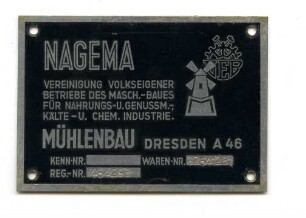 NAGEMA
VEB
VEREINIGUNG VOLKSEIGENER
BETRIEBE DES MASCH.-BAUES
FÜR NAHRUNGS-U.GENUSSM.,
KÄLTE-U. CHEM. INDUSTRIE.
MÜHLENBAU DRESDEN A 46
KENN-NR. WAREN-NR.
REG.-NR.